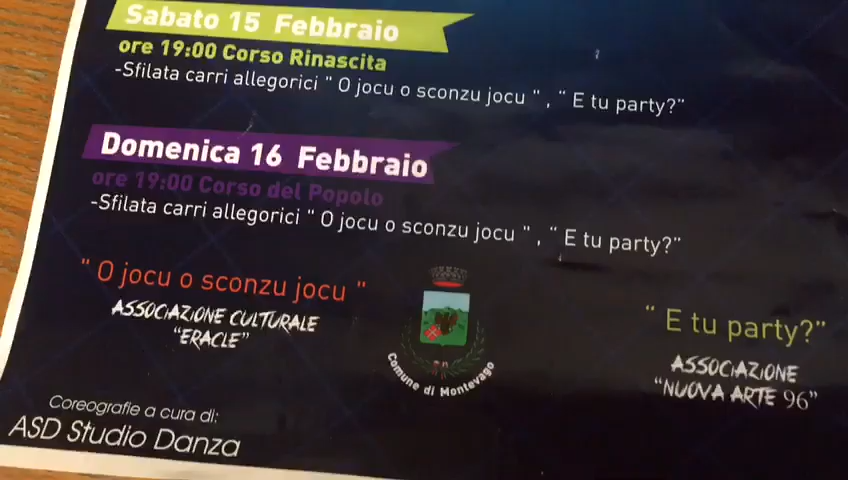 Sabato 15 Febbraio
ore 19:00 Corso Rinascita
-Sfilata carri allegorici " O jocu o sconzu jocu " , " E tu party?"
Domenica 16 Febbraio
ore 19:00 Corso del Popolo
-Sfilata carri allegorici " O jocu o sconzu jocu " , " E tu party?"
" O jocu o sconzu jocu "
ASSOCIAZIONE CULTURALE
"ERACLE"
Comune di Montevago
" E tu party?"
ASSOCIAZIONE
"NUOVA ARTE 96"
Coreografie a cura di:
ASD Studio Danza